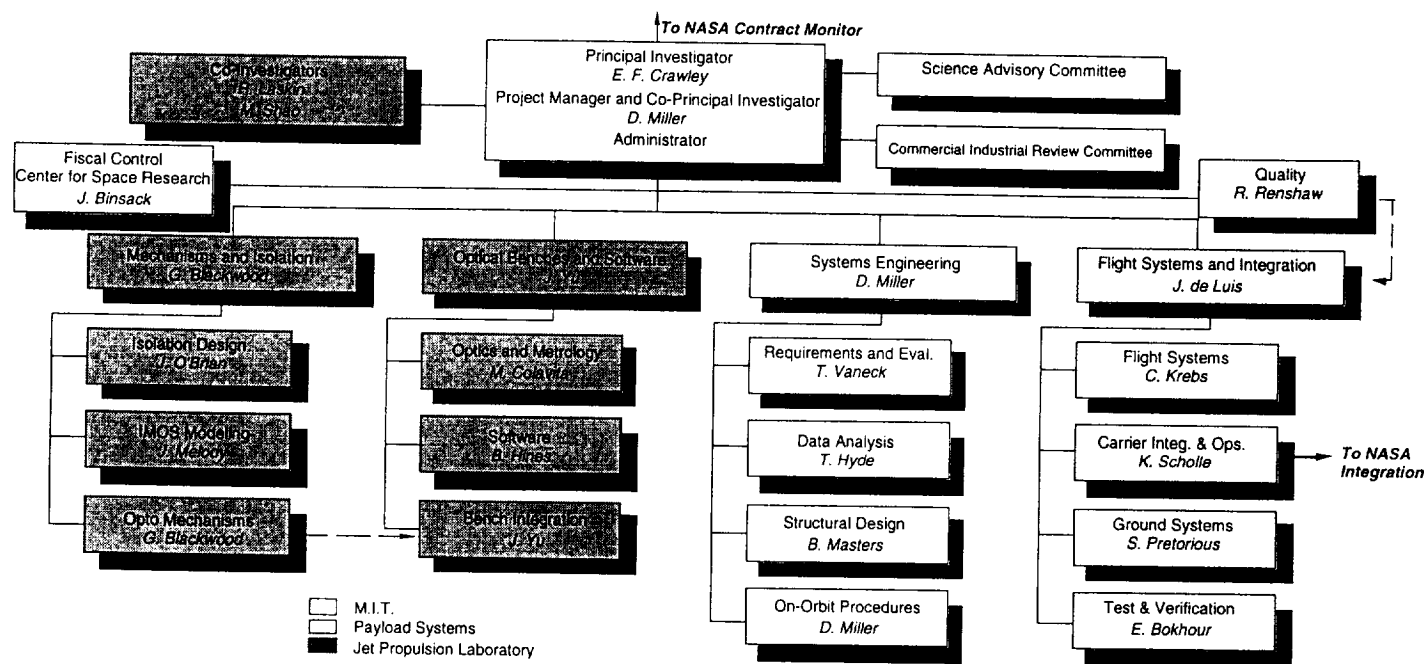 To NASA Contract Monitor
Principal Investigator
E. F. Crawley
Project Manager and Co-Principal Investigator
D. Miller
Administrator
Co-Investigators
Science Advisory Committee
Commercial Industrial Review Committee
Fiscal Control
Center for Space Research
J. Binsack
Quality
R. Renshaw
Mechanisms and Isolation
G. Blackwood
Optical Benches and Software
Systems Engineering
D. Miller
Flight Systems and Integration
J. de Luis
Isolation Design
T. O'Brian
IMOS Modeling
J. Melody
Opto Mechanisms
G. Blackwood
Optics and Metrology
M. Colavita
Software
B. Hines
Bench Integration
J. Yu
Requirements and Eval.
T. Vaneck
Data Analysis
T. Hyde
Structural Design
B. Masters
On-Orbit Procedures
D. Miller
Flight Systems
C. Krebs
Carrier Integ. & Ops.
K. Scholle
To NASA
Integration
Ground Systems
S. Pretorious
Test & Verification
E. Bokhour
M.I.T.
Payload Systems
Jet Propulsion Laboratory